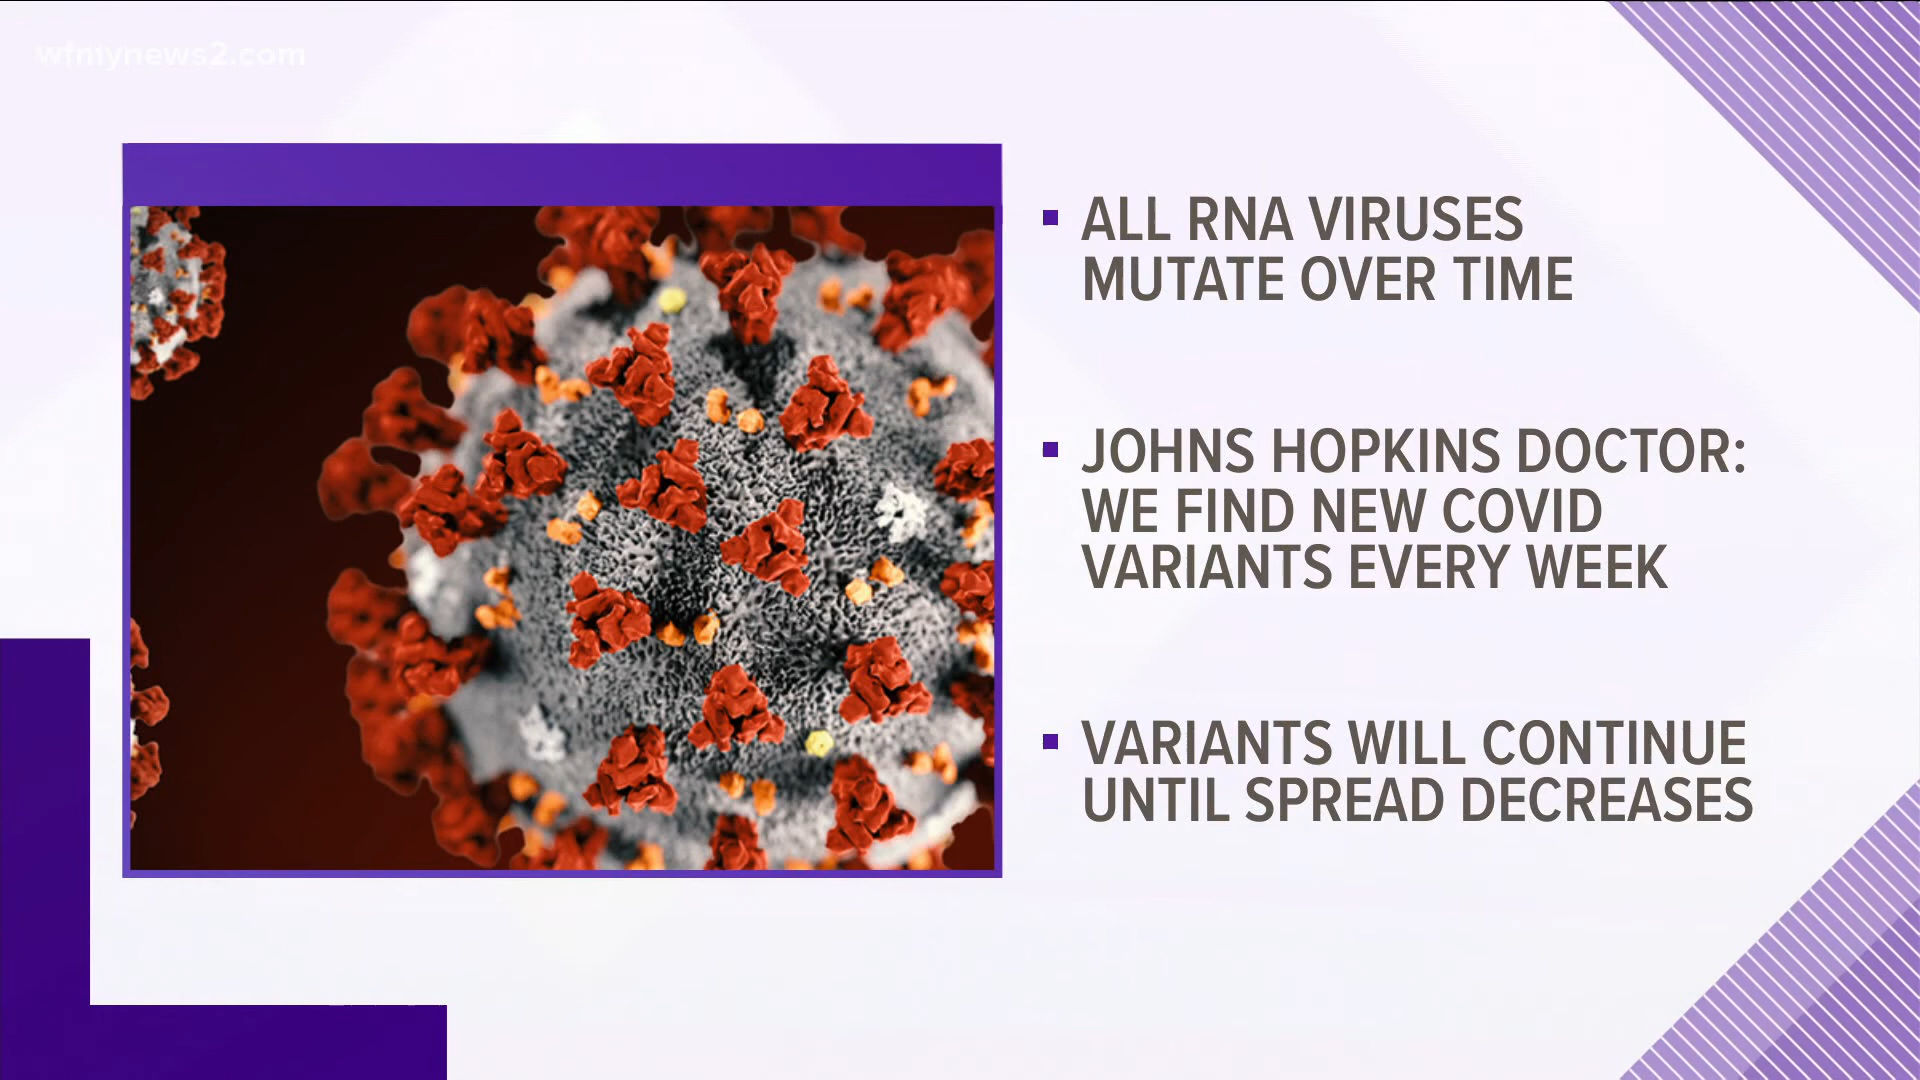 wfmynews2.com
▪ ALL RNA VIRUSES
MUTATE OVER TIME
▪ JOHNS HOPKINS DOCTOR:
WE FIND NEW COVID
VARIANTS EVERY WEEK
▪ VARIANTS WILL CONTINUE
UNTIL SPREAD DECREASES